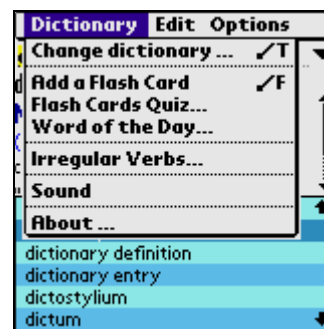 Dictionary Edit Options
Change dictionary ... ✓T
Add a Flash Card ✓F
Flash Cards Quiz...
Word of the Day...
Irregular Verbs...
Sound
About ...
dictionary definition
dictionary entry
dictostylium
dictum